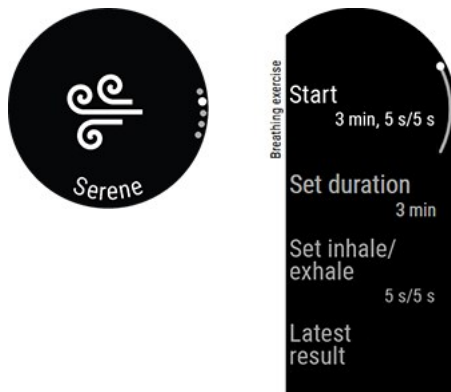 Serene
Breathing exercise
Start
3 min, 5 s/5 s
Set duration
3 min
Set inhale/
exhale
5 s/5 s
Latest
result